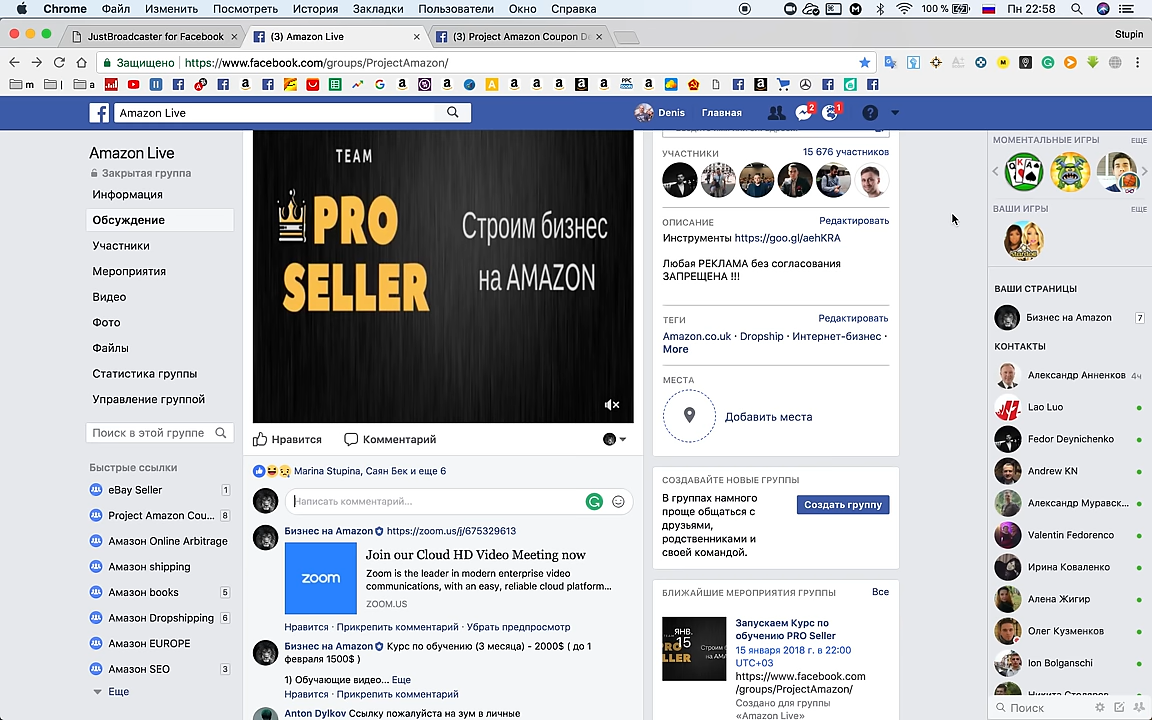 Chrome Файл Изменить Посмотреть История Закладки Пользователи Окно Справка 100 % Пн 22:58
JustBroadcaster for Facebook × (3) Amazon Live × (3) Project Amazon Coupon De × Stupin
Защищено https://www.facebook.com/groups/ProjectAmazon/
Amazon Live Denis Главная 2 1
Amazon Live
Закрытая группа
Информация
Обсуждение
Участники
Мероприятия
Видео
Фото
Файлы
Статистика группы
Управление группой
Поиск в этой группе
Быстрые ссылки
eBay Seller 1
Project Amazon Cou... 8
Амазон Online Arbitrage
Амазон shipping
Амазон books 5
Амазон Dropshipping 6
Амазон EUROPE
Амазон SEO 3
Еще
TEAM
PRO
SELLER
Строим бизнес
на AMAZON
Нравится Комментарий
Marina Stupina, Саян Бек и еще 6
Написать комментарий...
Бизнес на Amazon https://zoom.us/j/675329613
zoom
Join our Cloud HD Video Meeting now
Zoom is the leader in modern enterprise video
communications, with an easy, reliable cloud platform...
ZOOM.US
Нравится · Прикрепить комментарий · Убрать предпросмотр
Бизнес на Amazon Курс по обучению (3 месяца) - 2000$ ( до 1
февраля 1500$ )
1) Обучающие видео... Еще
Нравится · Прикрепить комментарий
Anton Dylkov Ссылку пожалуйста на зум в личные
УЧАСТНИКИ 15 676 участников
ОПИСАНИЕ Редактировать
Инструменты https://goo.gl/aehKRA
Любая РЕКЛАМА без согласования
ЗАПРЕЩЕНА !!!
ТЕГИ Редактировать
Amazon.co.uk · Dropship · Интернет-бизнес ·
More
МЕСТА
Добавить места
СОЗДАВАЙТЕ НОВЫЕ ГРУППЫ
В группах намного
проще общаться с
друзьями,
родственниками и
своей командой.
Создать группу
БЛИЖАЙШИЕ МЕРОПРИЯТИЯ ГРУППЫ Все
ЯНВ.
15
Запускаем Курс по
обучению PRO Seller
15 января 2018 г. в 22:00
UTC+03
https://www.facebook.com
/groups/ProjectAmazon/
Создано для группы
«Amazon Live»
МОМЕНТАЛЬНЫЕ ИГРЫ ЕЩЕ
ВАШИ ИГРЫ ЕЩЕ
ВАШИ СТРАНИЦЫ
Бизнес на Amazon 7
КОНТАКТЫ
Александр Анненков 4ч
Lao Luo
Fedor Deynichenko
Andrew KN
Александр Муравск...
Valentin Fedorenco
Ирина Коваленко
Алена Жигир
Олег Кузменков
Ion Bolganschi
Никита Столяров
Поиск